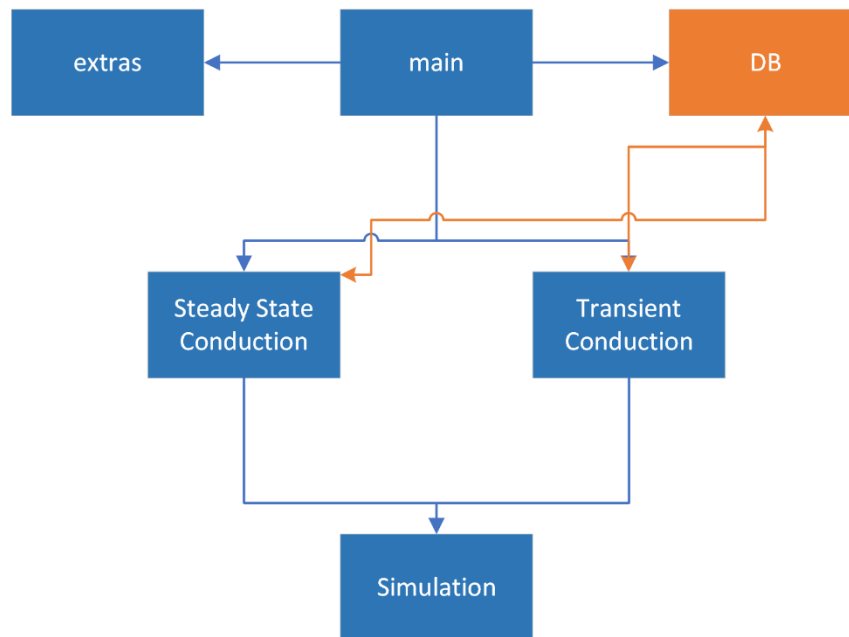 extras
main
DB
Steady State
Conduction
Transient
Conduction
Simulation